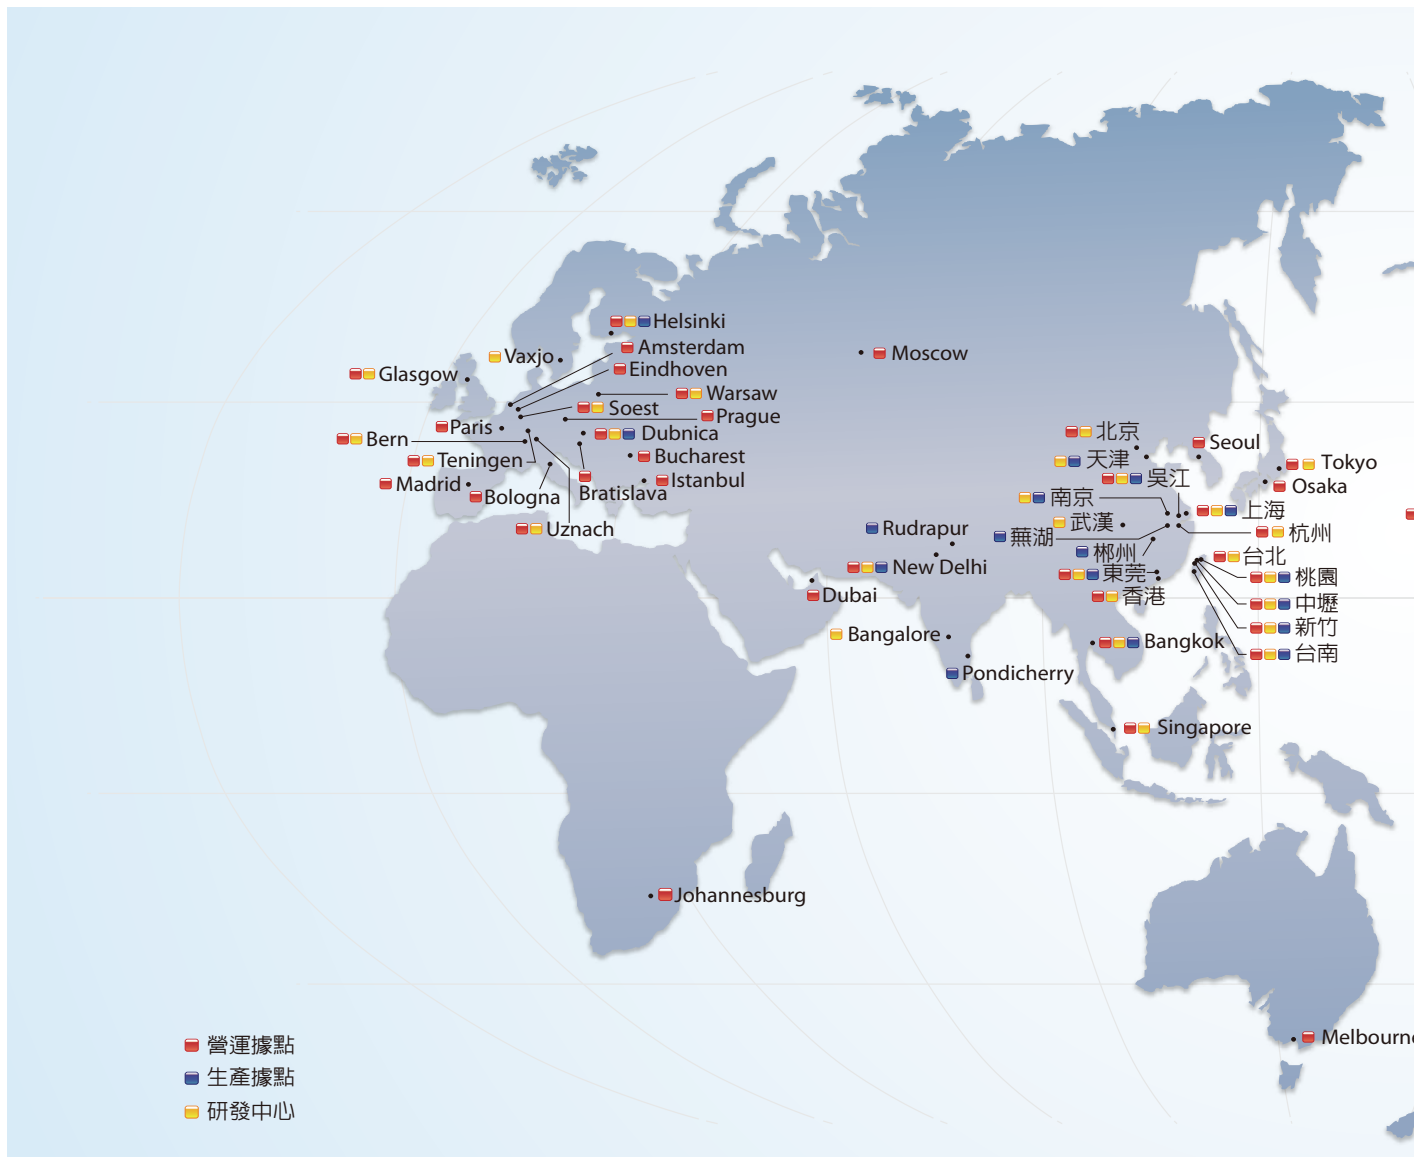 Helsinki
Amsterdam
Vaxjo
Moscow
Eindhoven
Glasgow
Warsaw
Soest
Prague
Paris
Dubnica
Bern
Bucharest
Teningen
Istanbul
Madrid
Bologna
Bratislava
Uznach
北京
Seoul
天津
Tokyo
吳江
Osaka
南京
上海
武漢
Rudrapur
杭州
蕪湖
郴州
台北
New Delhi
東莞
桃園
Dubai
香港
中壢
新竹
Bangalore
Bangkok
台南
Pondicherry
Singapore
Johannesburg
Melbourne
營運據點
生產據點
研發中心